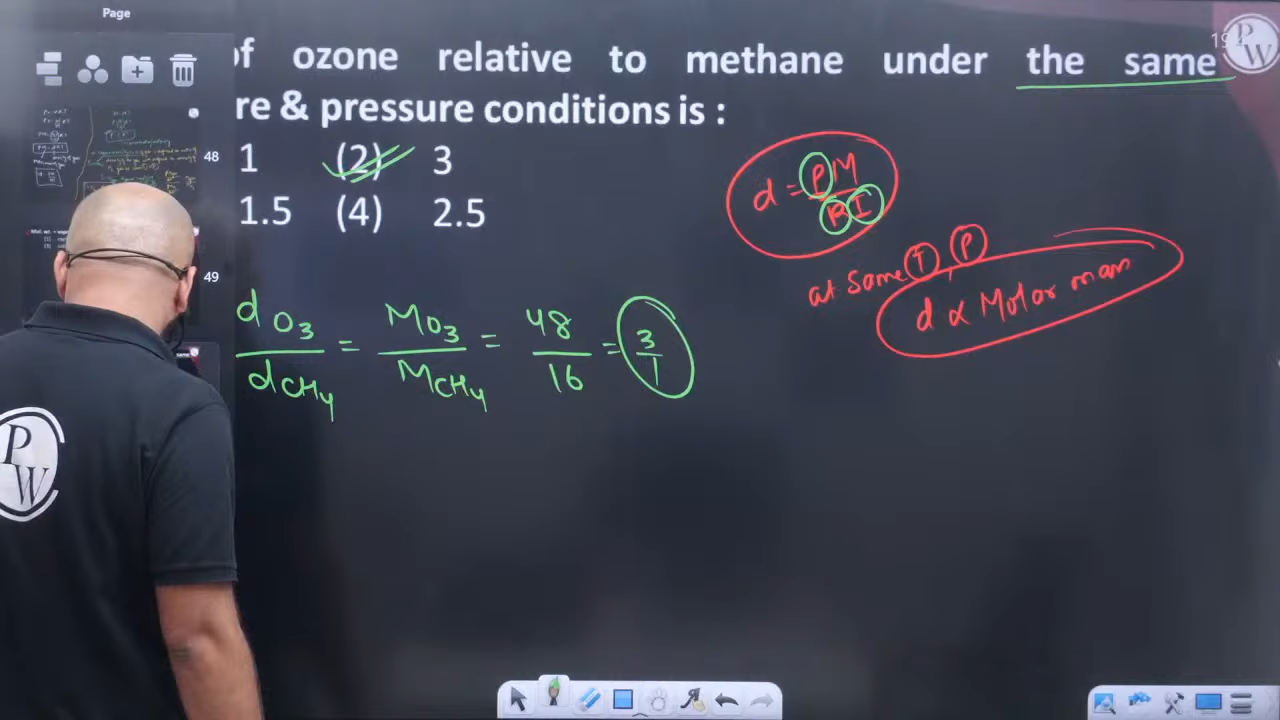 Page
of ozone relative to methane under the same
re & pressure conditions is :
48
1 (2) 3
1.5 (4) 2.5
49
d = PM
RT
at Same T P
d ∝ Molar mass
dO3 = MO3 = 48 = 3
dCH4 MCH4 16 1
P
W
P
W